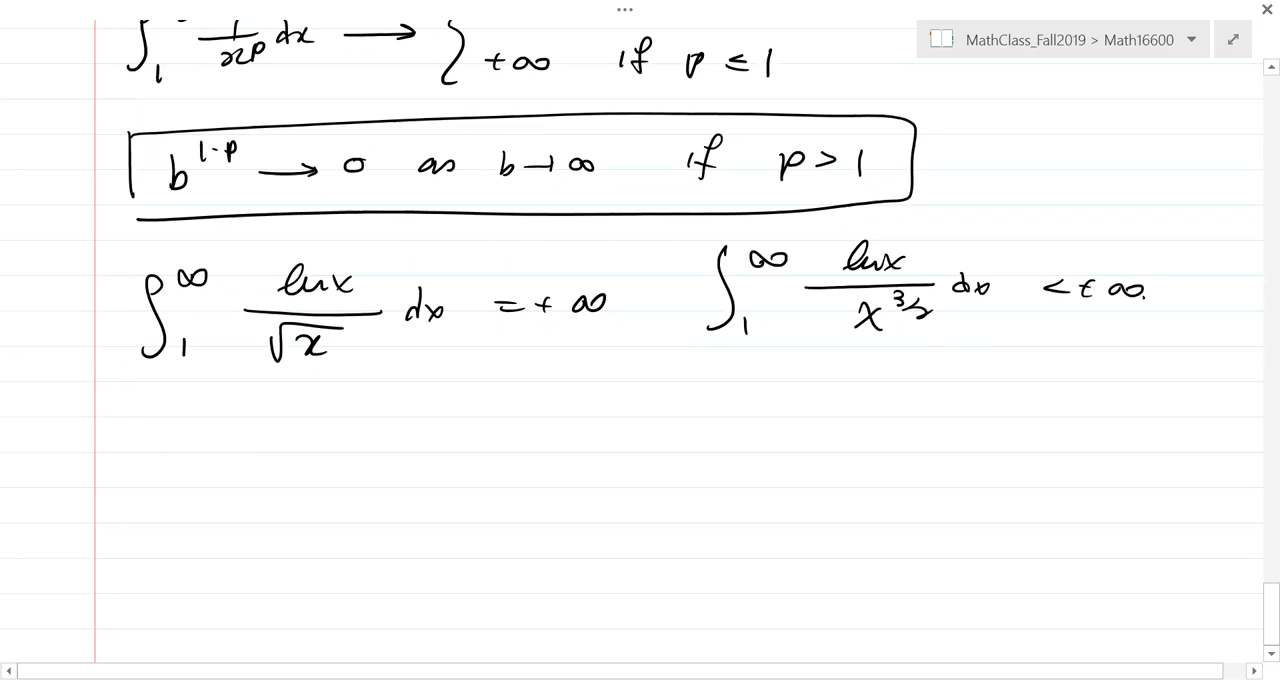 MathClass_Fall2019 > Math16600
∫₁ 1/x^p dx → { +∞ if p ≤ 1
b^(1-p) → 0 as b → ∞ if p > 1
∫₁^∞ ln x / √x dx = +∞ ∫₁^∞ ln x / x^(3/2) dx < +∞.